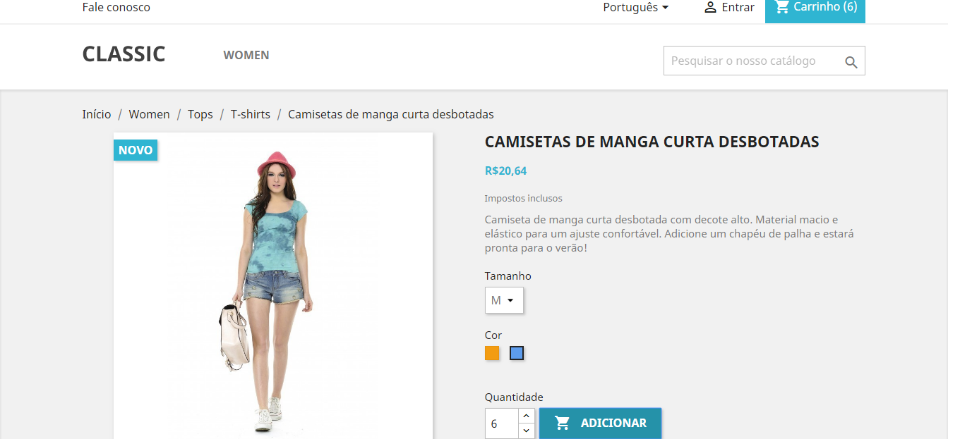 Fale conosco
Português
Entrar
Carrinho (6)
CLASSIC
WOMEN
Pesquisar o nosso catálogo
Início / Women / Tops / T-shirts / Camisetas de manga curta desbotadas
NOVO
CAMISETAS DE MANGA CURTA DESBOTADAS
R$20,64
Impostos inclusos
Camiseta de manga curta desbotada com decote alto. Material macio e
elástico para um ajuste confortável. Adicione um chapéu de palha e estará
pronta para o verão!
Tamanho
M
Cor
Quantidade
6
ADICIONAR